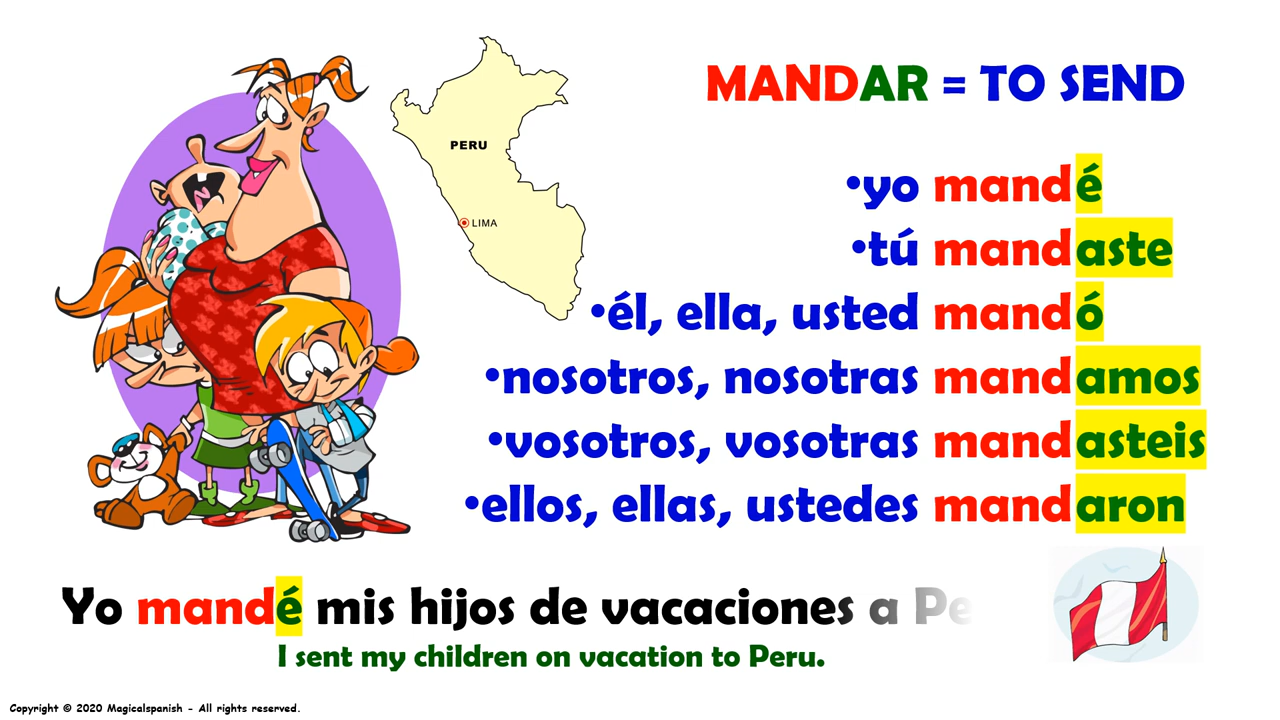 MANDAR = TO SEND
PERU
LIMA
•yo mandé
•tú mandaste
•él, ella, usted mandó
•nosotros, nosotras mandamos
•vosotros, vosotras mandasteis
•ellos, ellas, ustedes mandaron
Yo mandé mis hijos de vacaciones a Pe
I sent my children on vacation to Peru.
Copyright © 2020 Magicalspanish - All rights reserved.